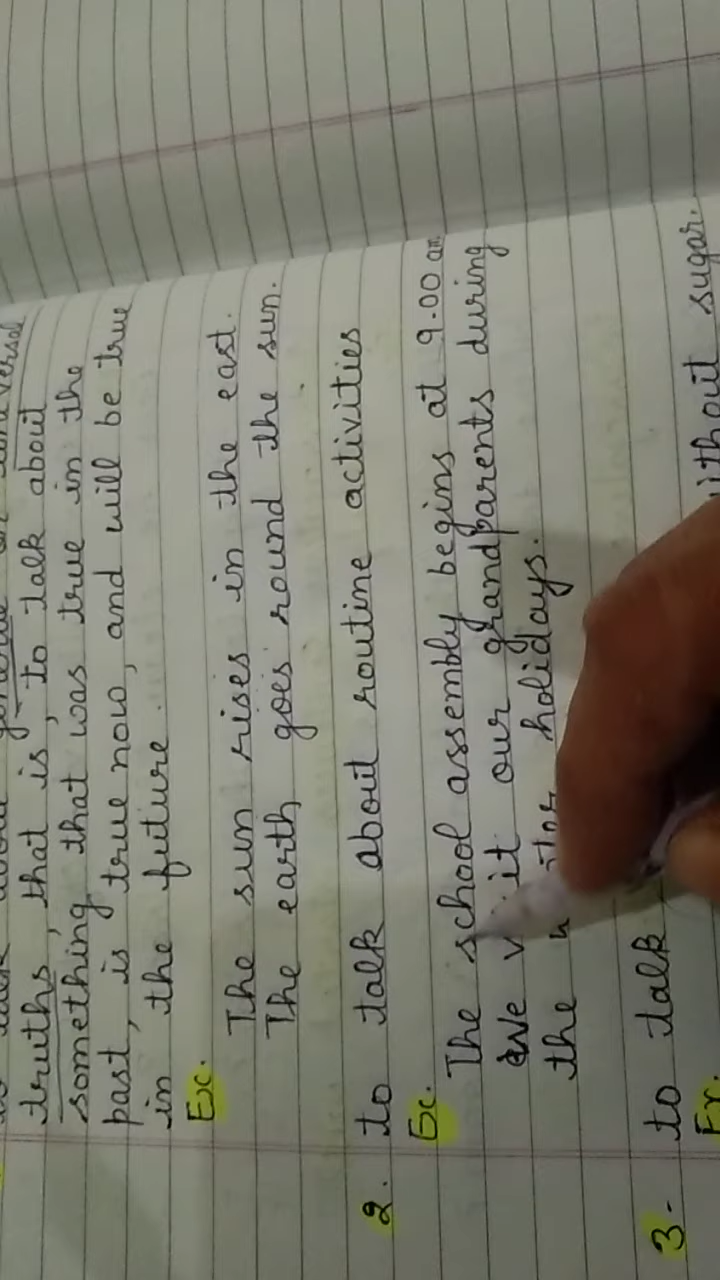 truths, that is, to talk about
something that was true in the
past, is true now, and will be true
in the future.
Ex.
The sun rises in the east.
The earth goes round the sun.
2. to talk about routine activities
Ex.
The school assembly begins at 9.00 am
We our grandparents during
the holidays.
3. to talk
without sugar.
Ex.